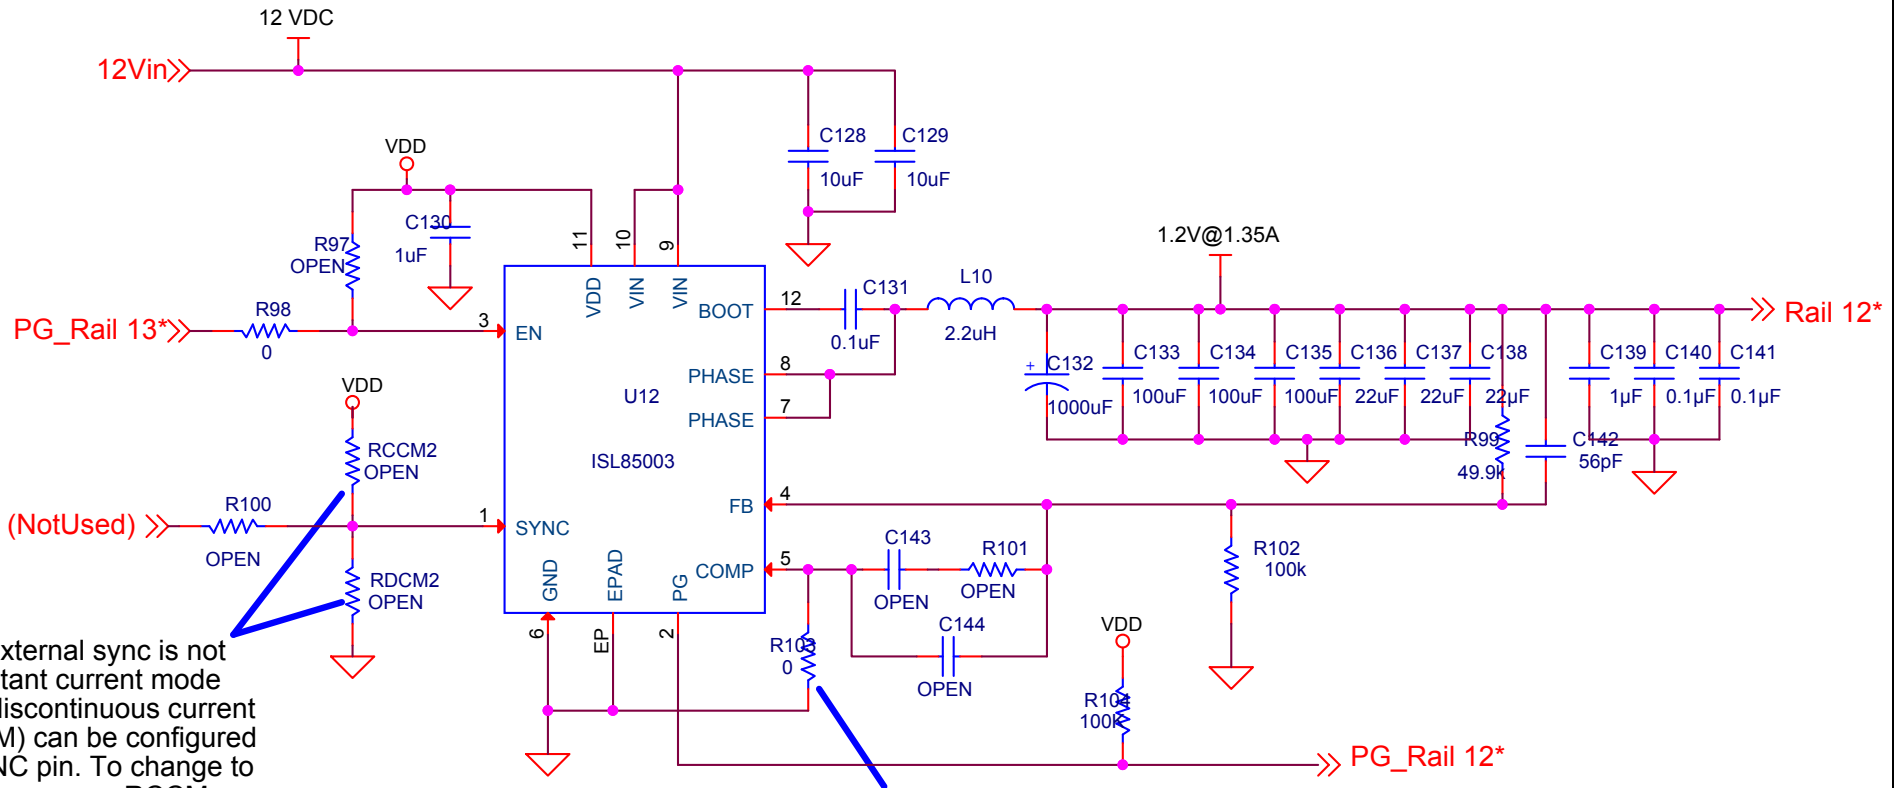 12 VDC
12Vin
VDD
C128
10uF
C129
10uF
C130
1uF
R97
OPEN
R98
0
PG_Rail 13*
11
10
9
VDD
VIN
VIN
3
EN
BOOT
12
C131
0.1uF
L10
2.2uH
1.2V@1.35A
Rail 12*
PHASE
8
PHASE
7
U12
ISL85003
+
C132
1000uF
C133
100uF
C134
100uF
C135
100uF
C136
22uF
C137
22uF
C138
22µF
C139
1µF
C140
0.1µF
C141
0.1µF
R99
49.9k
C142
56pF
VDD
RCCM2
OPEN
(NotUsed)
R100
OPEN
1
SYNC
FB
4
COMP
5
C143
OPEN
R101
OPEN
C144
OPEN
R102
100k
RDCM2
OPEN
GND
EPAD
PG
6
EP
2
R103
0
VDD
R104
100K
PG_Rail 12*
xternal sync is not
tant current mode
discontinuous current
M) can be configured
NC pin. To change to